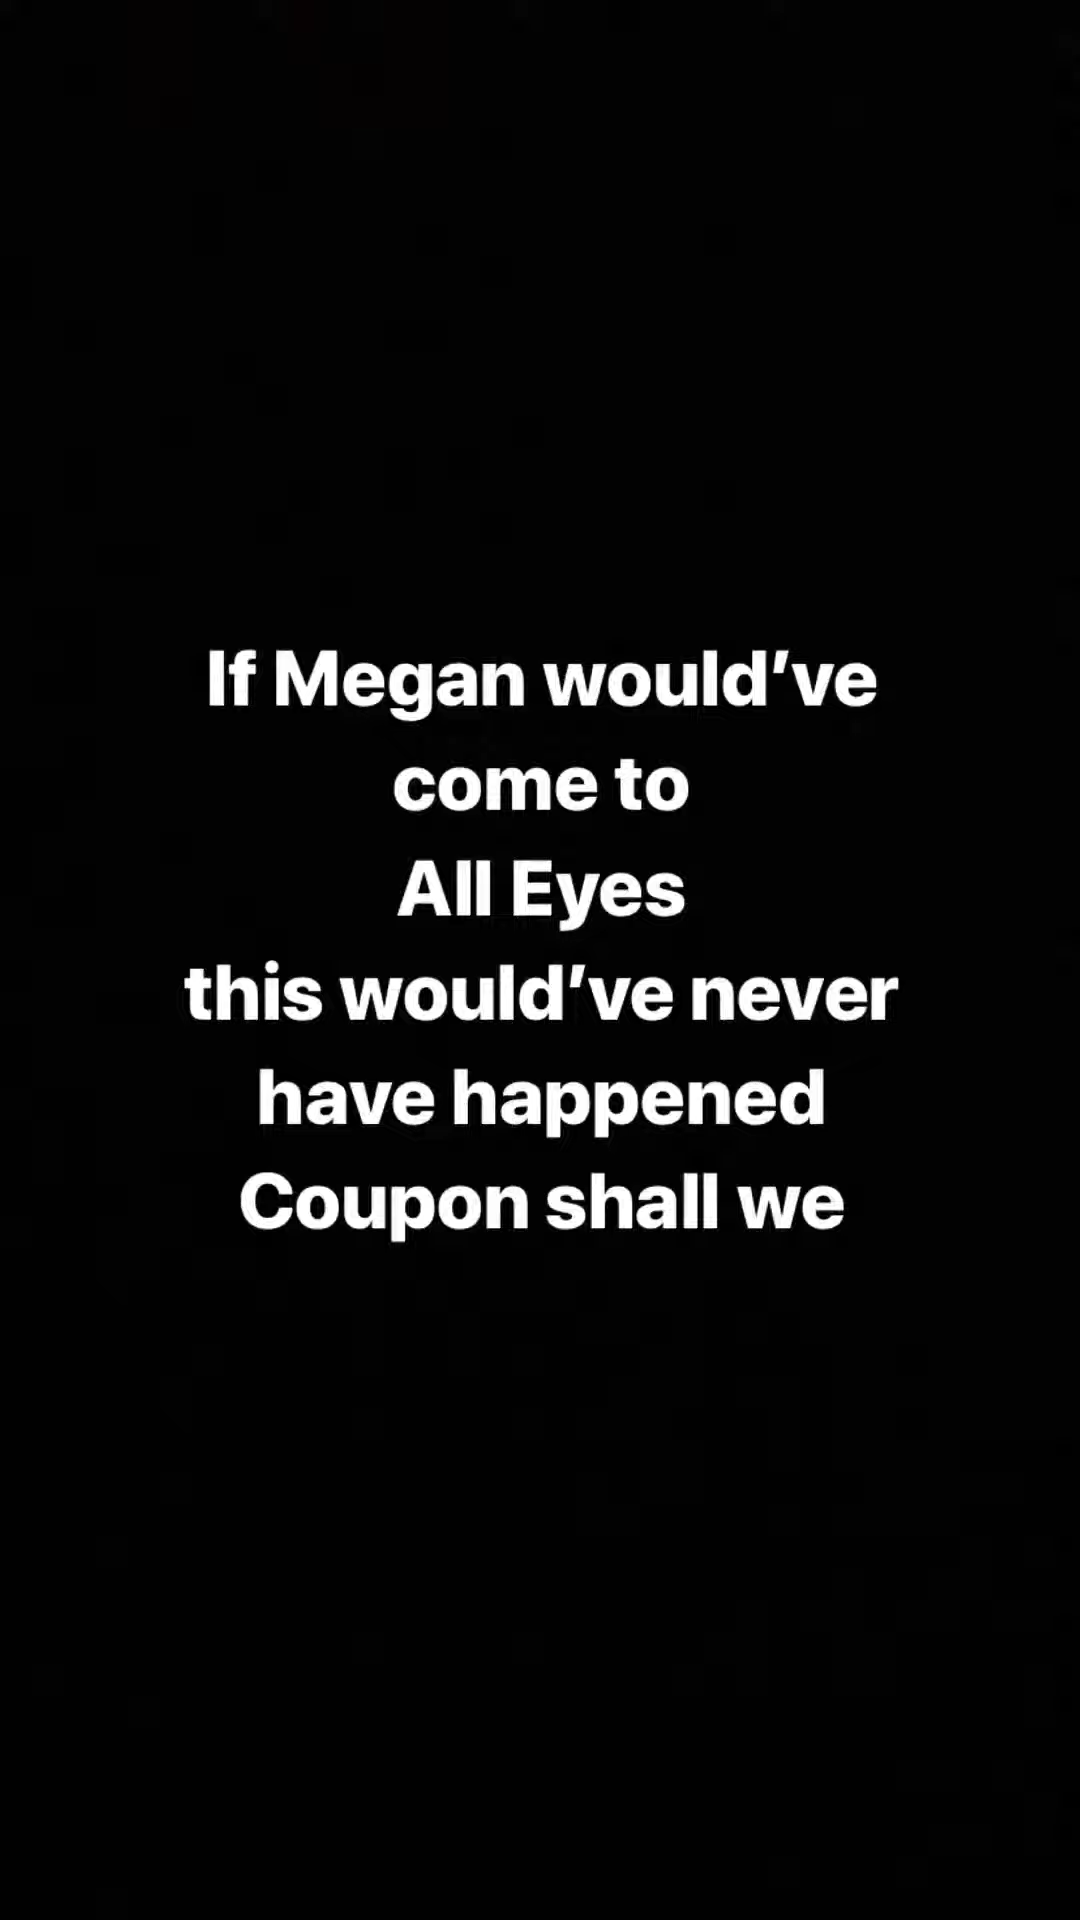 If Megan would’ve
come to
All Eyes
this would’ve never
have happened
Coupon shall we